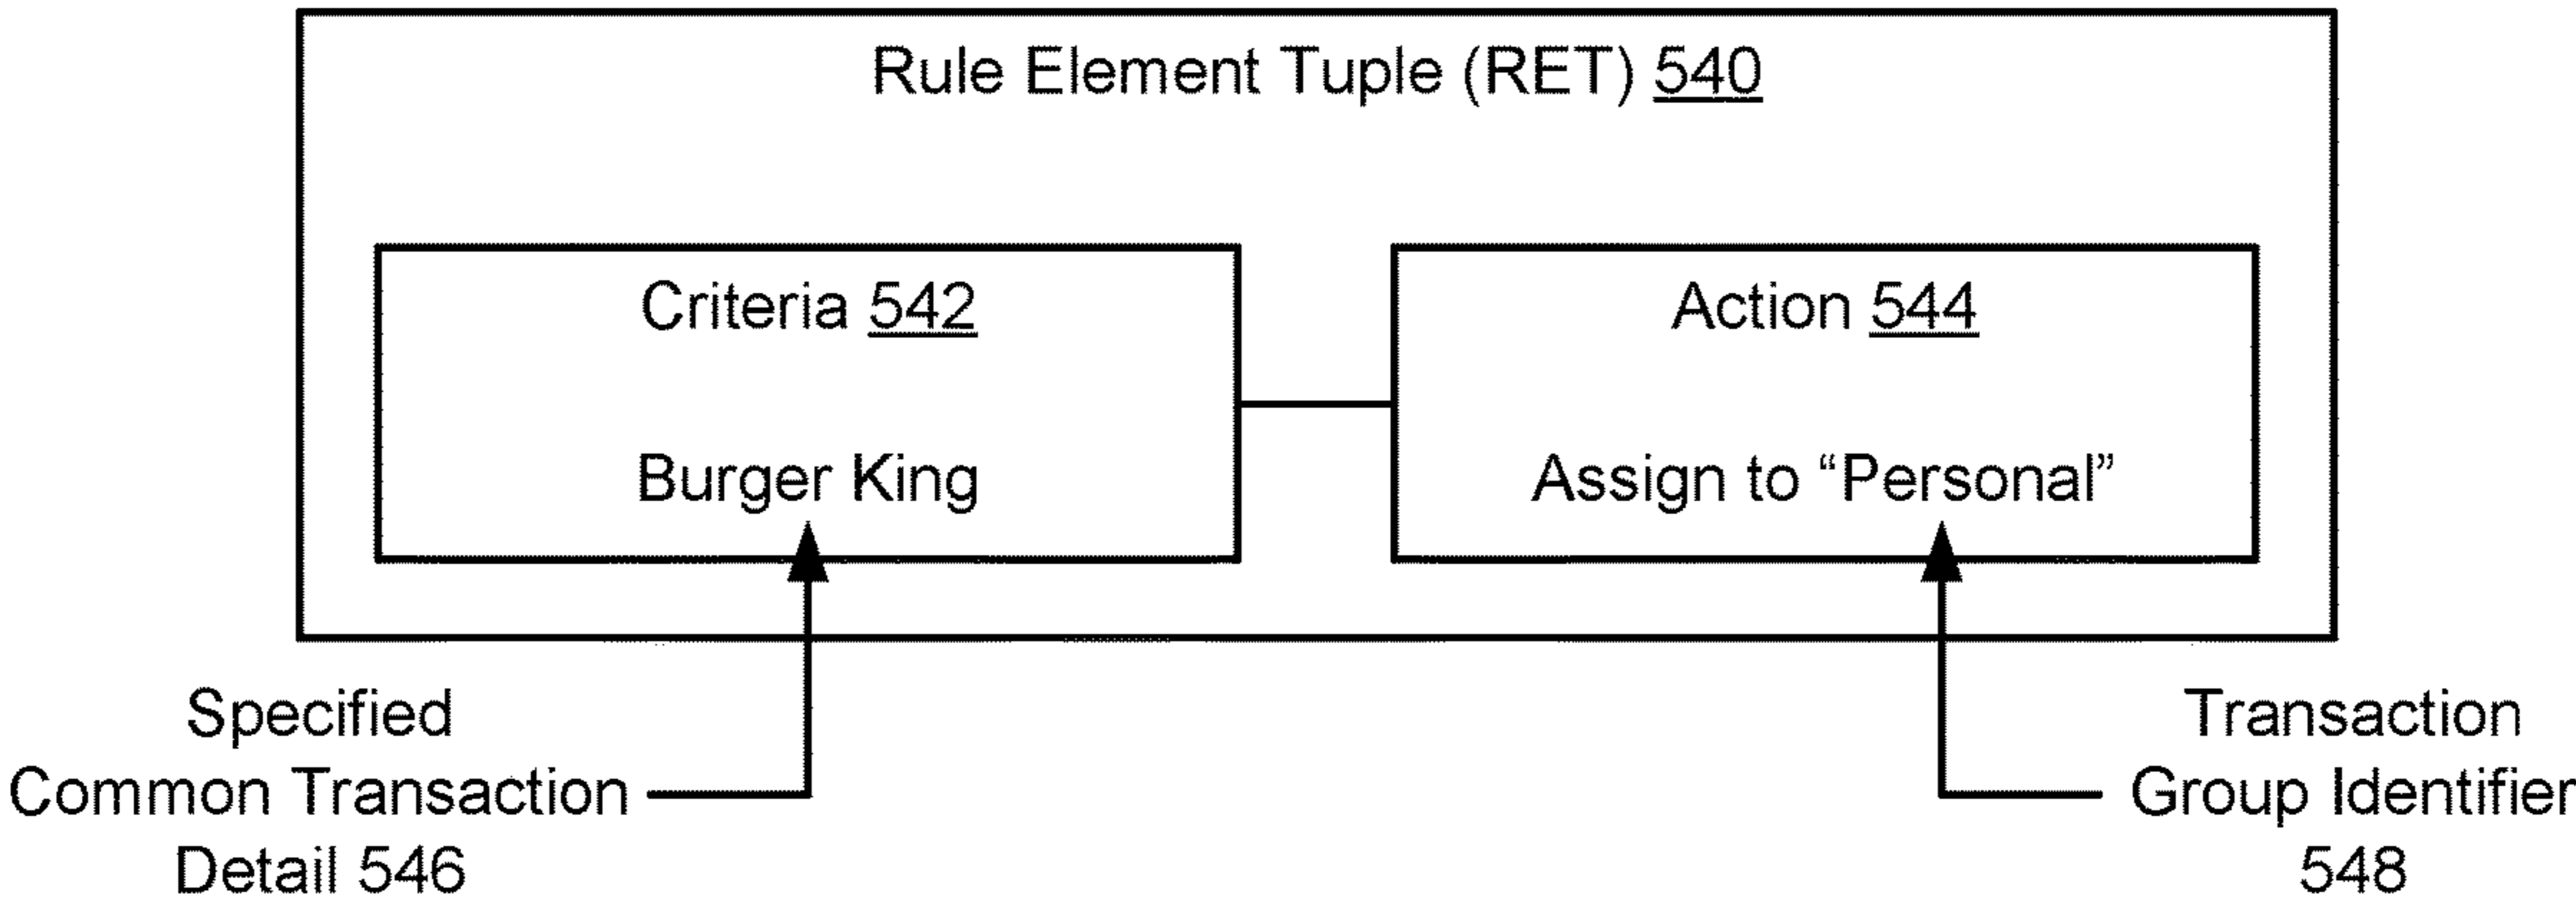 Rule Element Tuple (RET) 540
Criteria 542
Burger King
Action 544
Assign to “Personal”
Specified
Common Transaction
Detail 546
Transaction
Group Identifier
548